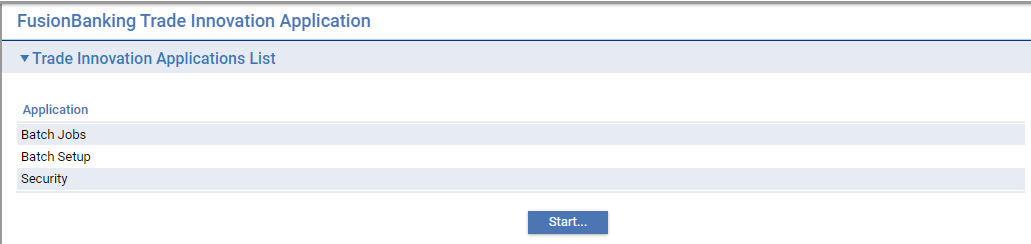 FusionBanking Trade Innovation Application
Trade Innovation Applications List
Application
Batch Jobs
Batch Setup
Security
Start...